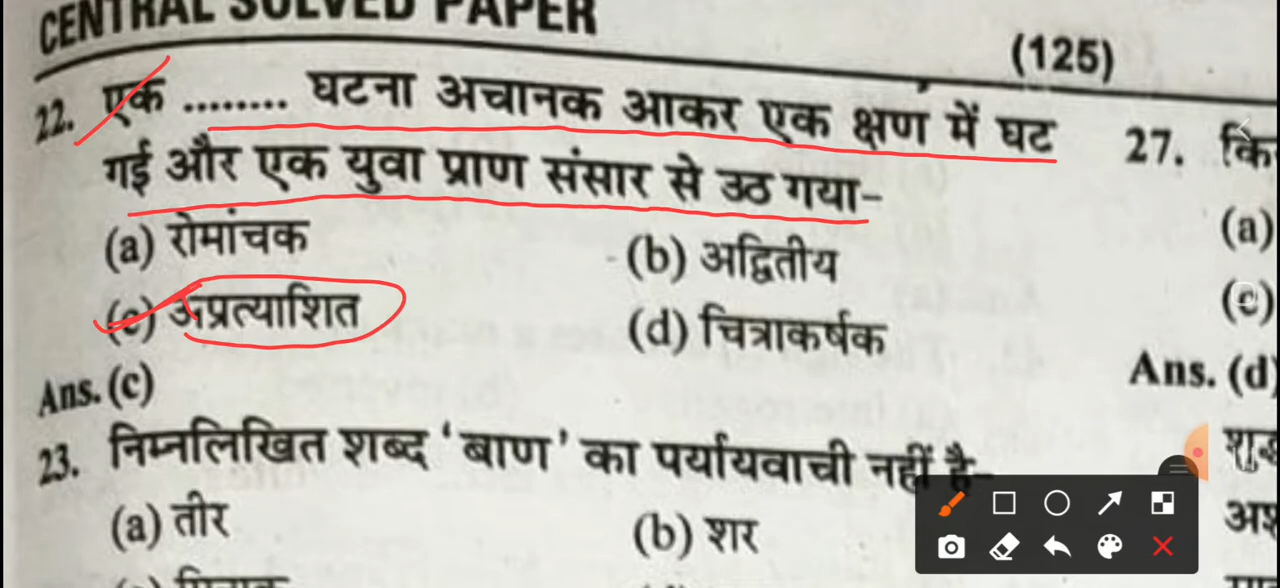 CENTRAL SOLVED PAPER
(125)
22. एक ........ घटना अचानक आकर एक क्षण में घट
गई और एक युवा प्राण संसार से उठ गया-
(a) रोमांचक (b) अद्वितीय
(c) अप्रत्याशित (d) चित्राकर्षक
Ans. (c)
23. निम्नलिखित शब्द ‘बाण’ का पर्यायवाची नहीं है-
(a) तीर (b) शर
27.
(a)
(c)
Ans. (d)